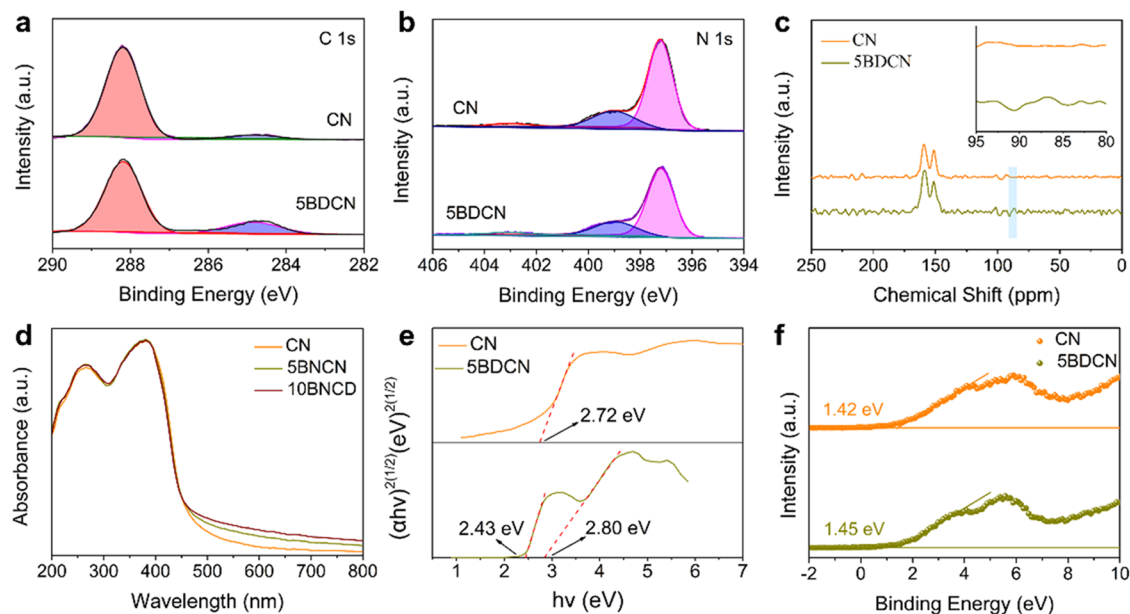 a
C 1s
CN
5BDCN
Intensity (a.u.)
290 288 286 284 282
Binding Energy (eV)
b
N 1s
CN
5BDCN
Intensity (a.u.)
406 404 402 400 398 396 394
Binding Energy (eV)
c
CN
5BDCN
95 90 85 80
Intensity (a.u.)
250 200 150 100 50 0
Chemical Shift (ppm)
d
CN
5BNCN
10BNCD
Absorbance (a.u.)
200 300 400 500 600 700 800
Wavelength (nm)
e
CN
5BDCN
2.72 eV
2.43 eV
2.80 eV
(αhν)2(1/2)(eV)2(1/2)
1 2 3 4 5 6 7
hν (eV)
f
CN
5BDCN
1.42 eV
1.45 eV
Intensity (a.u.)
-2 0 2 4 6 8 10
Binding Energy (eV)